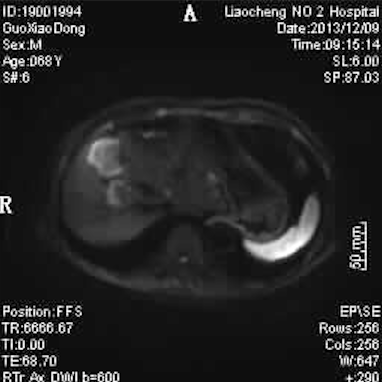 ID:19001994
GuoXiaoDong
Sex:M
Age:068Y
S#:6
A
Liaocheng NO 2 Hospital
Date:2013/12/09
Time:09:15:14
SL:6.00
SP:87.03
R
50 mm
Position:FFS
TR:6666.67
TI:0.00
TE:68.70
RTr Ax DWI b=600
EP\SE
Rows:256
Cols:256
W:647
L:290